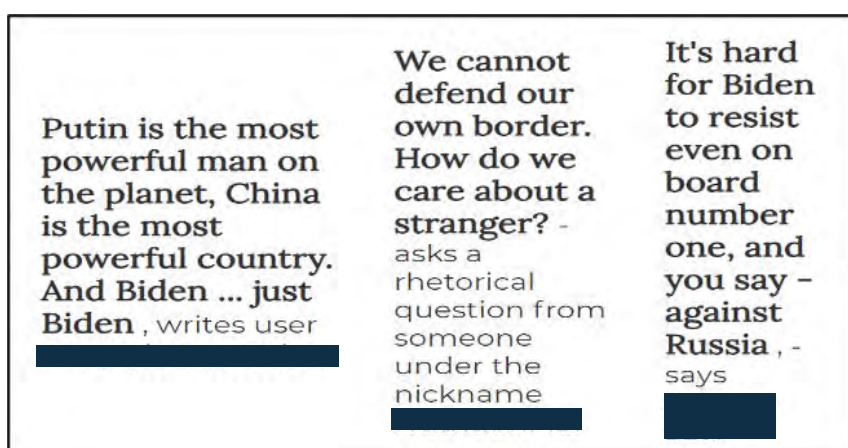 Putin is the most
powerful man on
the planet, China
is the most
powerful country.
And Biden ... just
Biden , writes user
We cannot
defend our
own border.
How do we
care about a
stranger? -
asks a
rhetorical
question from
someone
under the
nickname
It's hard
for Biden
to resist
even on
board
number
one, and
you say –
against
Russia , -
says